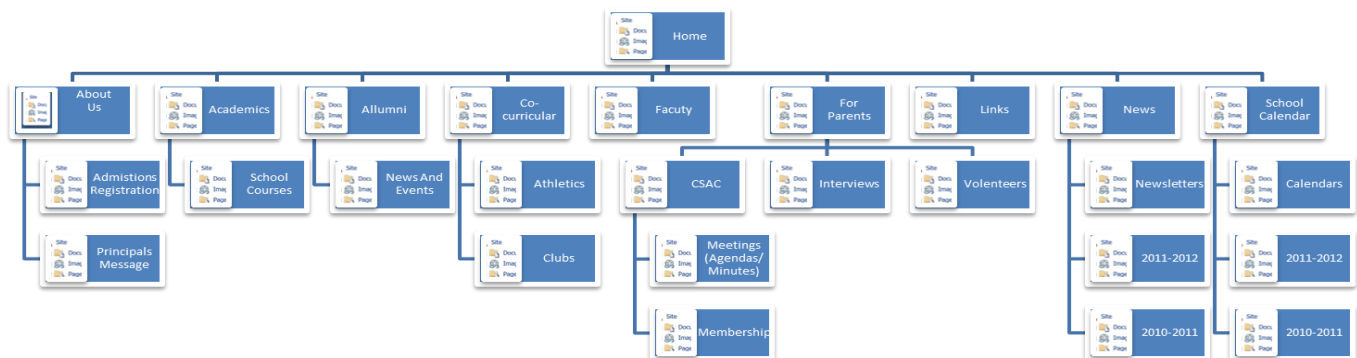 Home
About
Us
Academics
Allumni
Co-
curricular
Facuty
For
Parents
Links
News
School
Calendar
Admistions
Registration
School
Courses
News And
Events
Athletics
CSAC
Interviews
Volenteers
Newsletters
Calendars
Principals
Message
Clubs
Meetings
(Agendas/
Minutes)
2011-2012
2011-2012
Membership
2010-2011
2010-2011